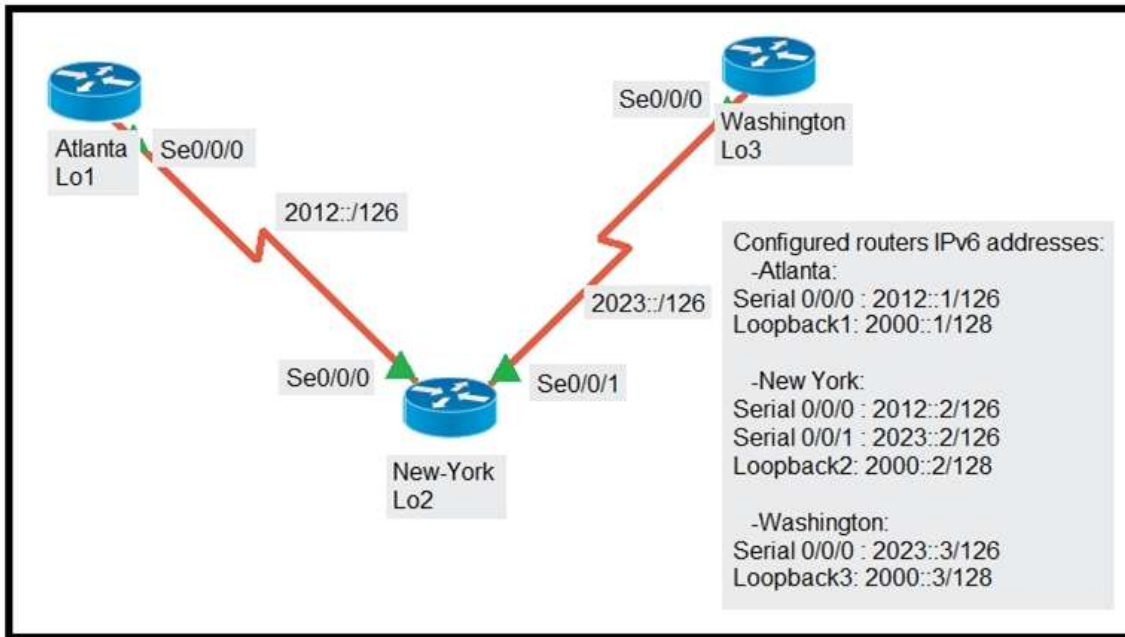 Atlanta
Lo1
Se0/0/0
2012::/126
Se0/0/0
Washington
Lo3
2023::/126
Se0/0/0
Se0/0/1
New-York
Lo2
Configured routers IPv6 addresses:
-Atlanta:
Serial 0/0/0 : 2012::1/126
Loopback1: 2000::1/128
-New York:
Serial 0/0/0 : 2012::2/126
Serial 0/0/1 : 2023::2/126
Loopback2: 2000::2/128
-Washington:
Serial 0/0/0 : 2023::3/126
Loopback3: 2000::3/128